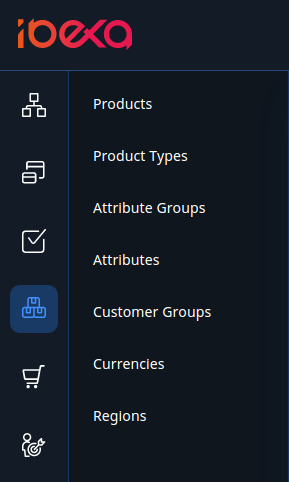 ibexa
Products
Product Types
Attribute Groups
Attributes
Customer Groups
Currencies
Regions